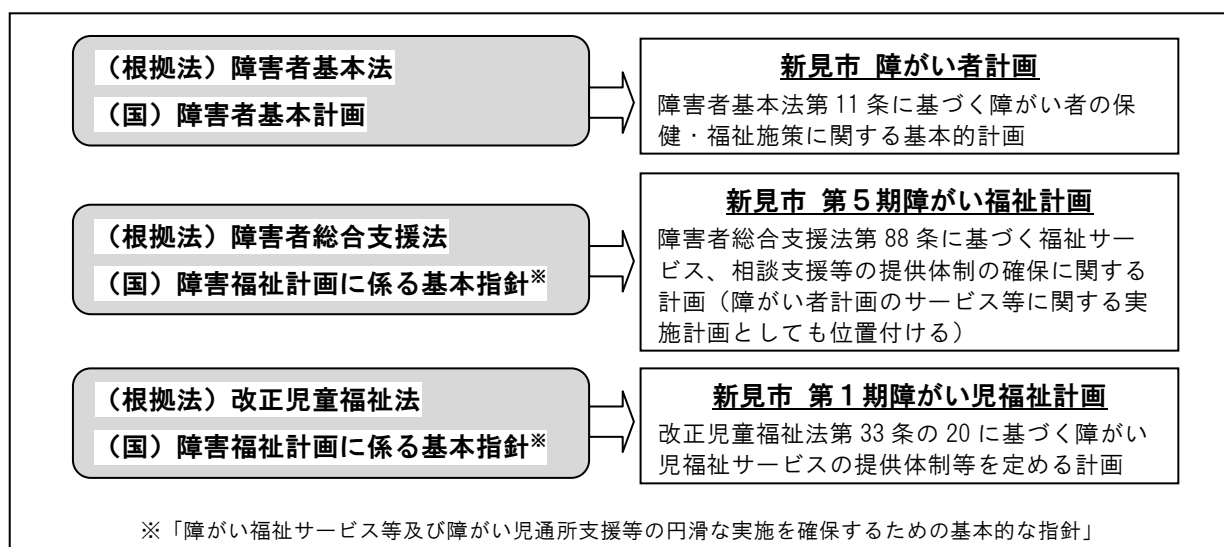 （根拠法）障害者基本法
（国）障害者基本計画
新見市 障がい者計画
障害者基本法第 11 条に基づく障がい者の保
健・福祉施策に関する基本的計画
（根拠法）障害者総合支援法
（国）障害福祉計画に係る基本指針※
新見市 第５期障がい福祉計画
障害者総合支援法第 88 条に基づく福祉サー
ビス、相談支援等の提供体制の確保に関する
計画（障がい者計画のサービス等に関する実
施計画としても位置付ける）
（根拠法）改正児童福祉法
（国）障害福祉計画に係る基本指針※
新見市 第１期障がい児福祉計画
改正児童福祉法第 33 条の 20 に基づく障がい
児福祉サービスの提供体制等を定める計画
※「障がい福祉サービス等及び障がい児通所支援等の円滑な実施を確保するための基本的な指針」